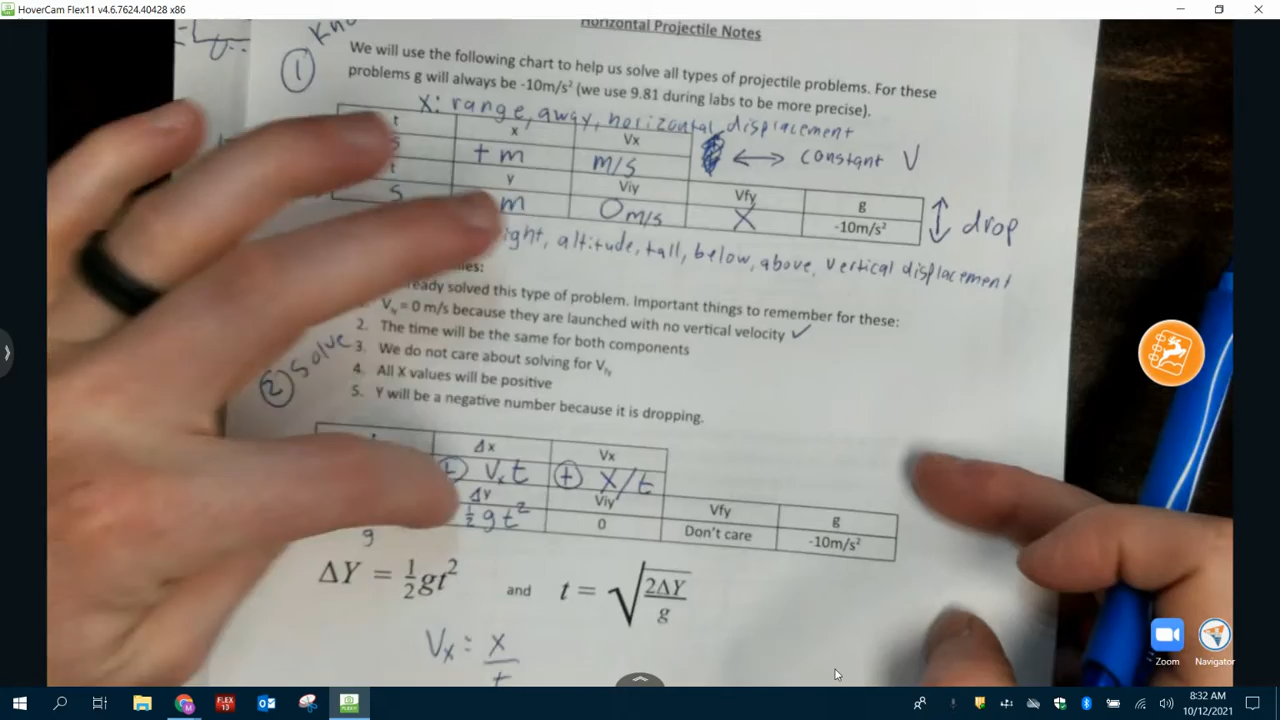 HoverCam Flex11 v4.6.7624.40428 x86
Horizontal Projectile Notes
①
We will use the following chart to help us solve all types of projectile problems. For these
problems g will always be -10m/s² (we use 9.81 during labs to be more precise).
X: range, away, horizontal displacement
t x Vx
+ m m/s ↔ constant V
t y Viy Vfy g
s m 0 m/s X -10m/s² ↕ drop
altitude, tall, below, above, vertical displacement
solved this type of problem. Important things to remember for these:
= 0 m/s because they are launched with no vertical velocity ✓
2. The time will be the same for both components
3. We do not care about solving for Vfy
4. All X values will be positive
5. Y will be a negative number because it is dropping.
② Solve
Δx Vx
Vxt + X/t
Δy Viy Vfy g
½gt² 0 Don't care -10m/s²
g
ΔY = ½gt² and t = √(2ΔY/g)
Vx = x/t
Zoom Navigator
8:32 AM
10/12/2021